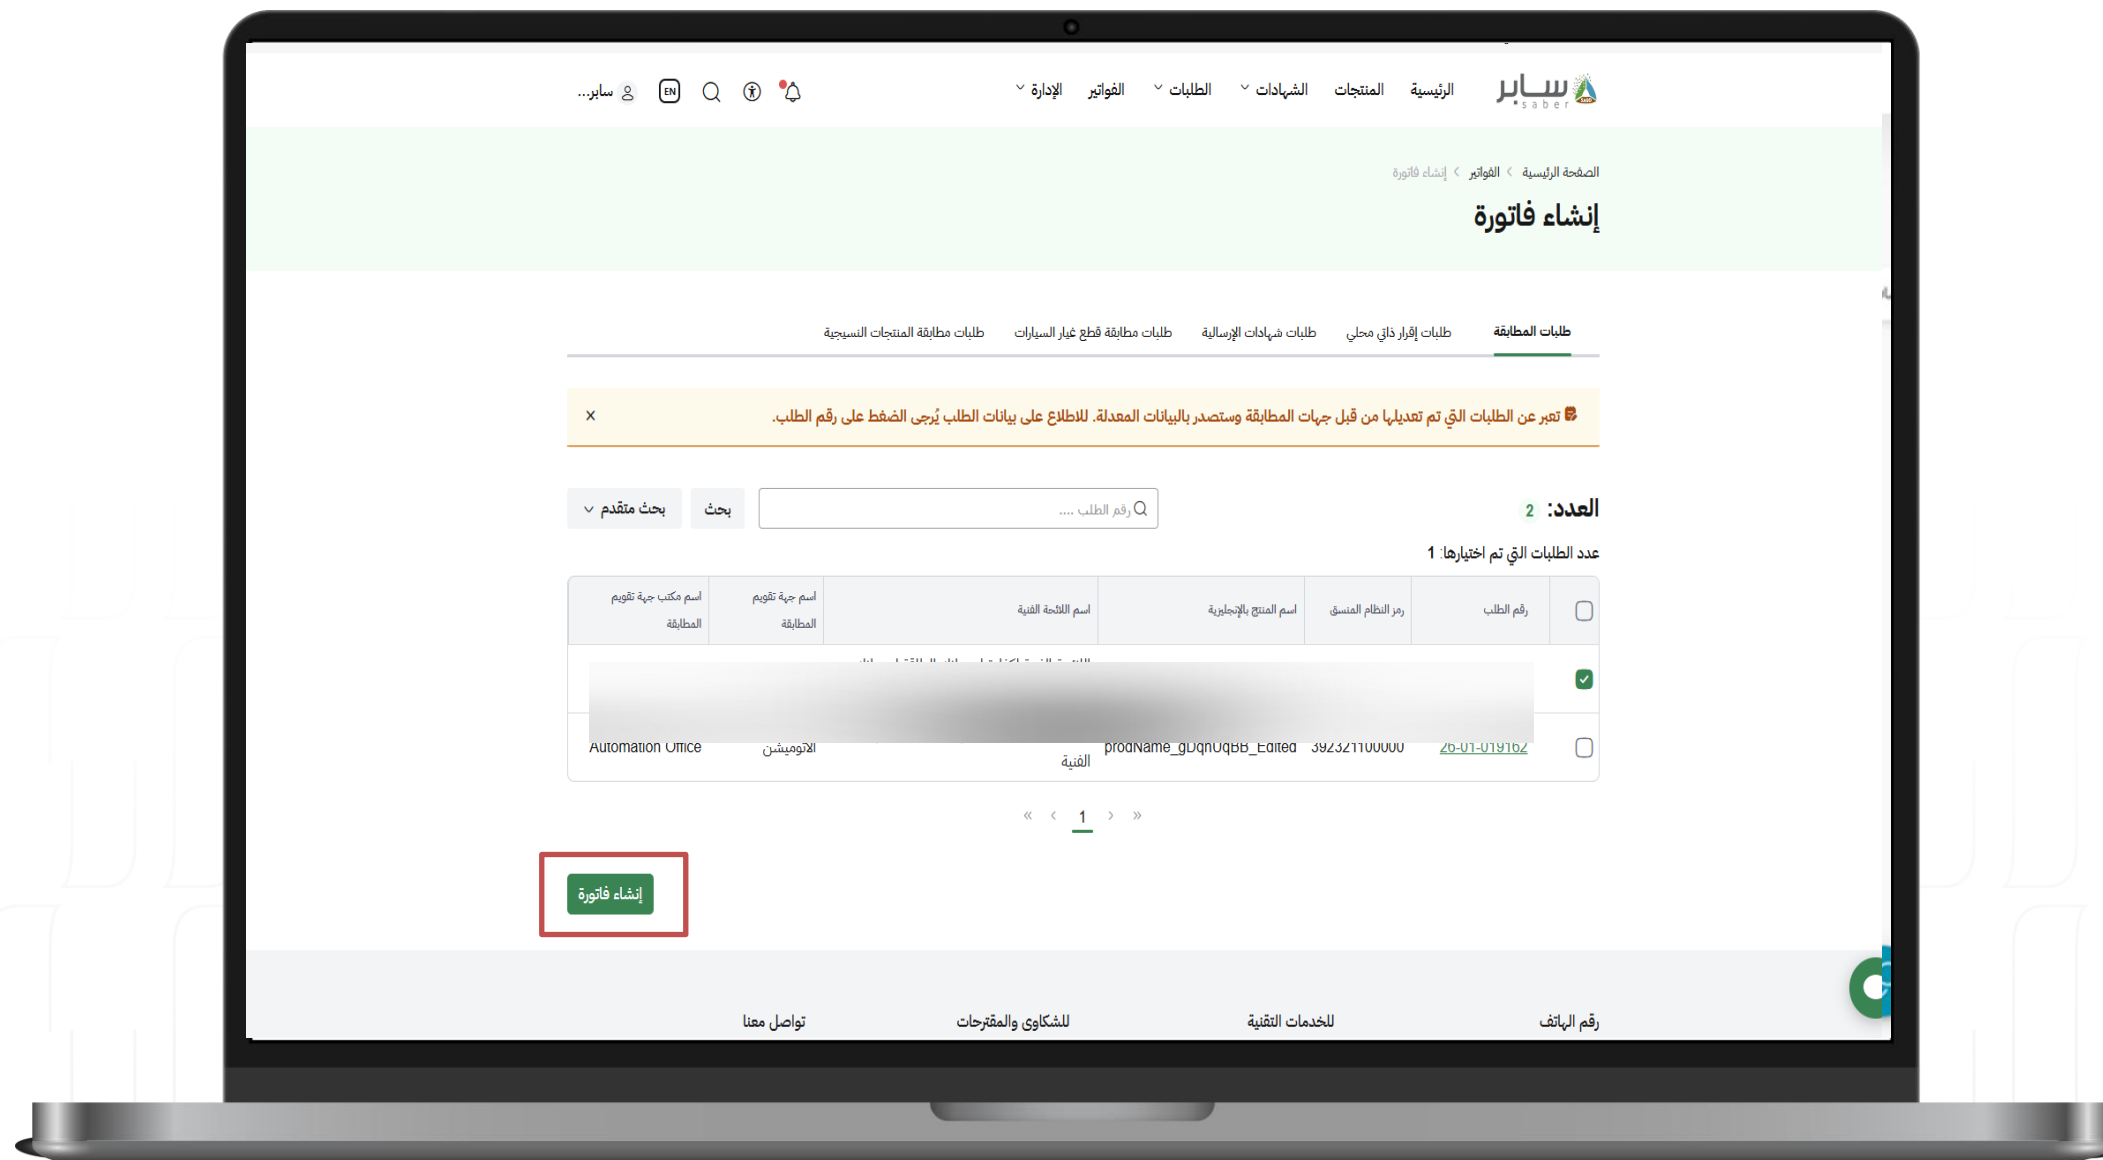 سابر
saber
الرئيسية
المنتجات
الشهادات
الطلبات
الفواتير
الإدارة
EN
سابر...
الصفحة الرئيسية › الفواتير › إنشاء فاتورة
إنشاء فاتورة
طلبات المطابقة
طلبات إقرار ذاتي محلي
طلبات شهادات الإرسالية
طلبات مطابقة قطع غيار السيارات
طلبات مطابقة المنتجات النسيجية
تعبر عن الطلبات التي تم تعديلها من قبل جهات المطابقة وستصدر بالبيانات المعدلة. للاطلاع على بيانات الطلب يُرجى الضغط على رقم الطلب.
العدد: 2
رقم الطلب ....
بحث
بحث متقدم
عدد الطلبات التي تم اختيارها: 1
رقم الطلب
رمز النظام المنسق
اسم المنتج بالإنجليزية
اسم اللائحة الفنية
اسم جهة تقويم المطابقة
اسم مكتب جهة تقويم المطابقة
26-01-019162
392321100000
prodName_gDqhUqBB_Edited
الفنية
الاتوميشن
Automation Office
« ‹ 1 › »
إنشاء فاتورة
رقم الهاتف
للخدمات التقنية
للشكاوى والمقترحات
تواصل معنا